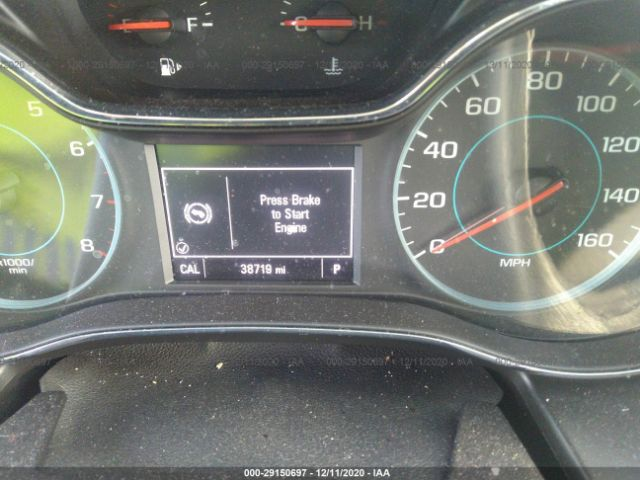 E F
C H
5
6
7
8
x1000/
min
Press Brake
to Start
Engine
CAL 38719 mi P
0
20
40
60
80
100
120
140
160
MPH
000-29150697 - 12/11/2020 - IAA